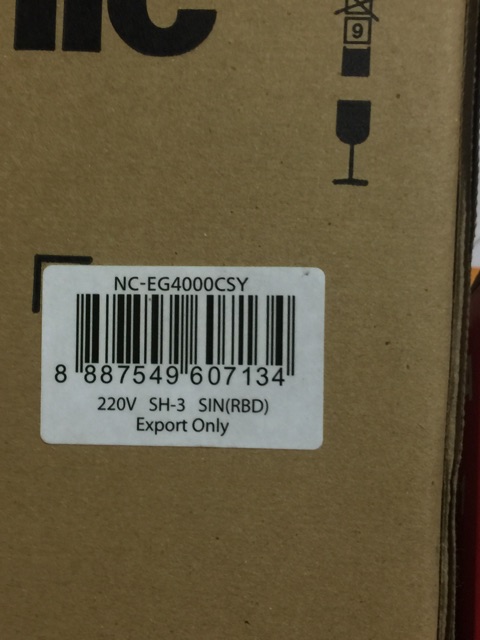 nic
9
NC-EG4000CSY
8 887549 607134
220V SH-3 SIN(RBD)
Export Only